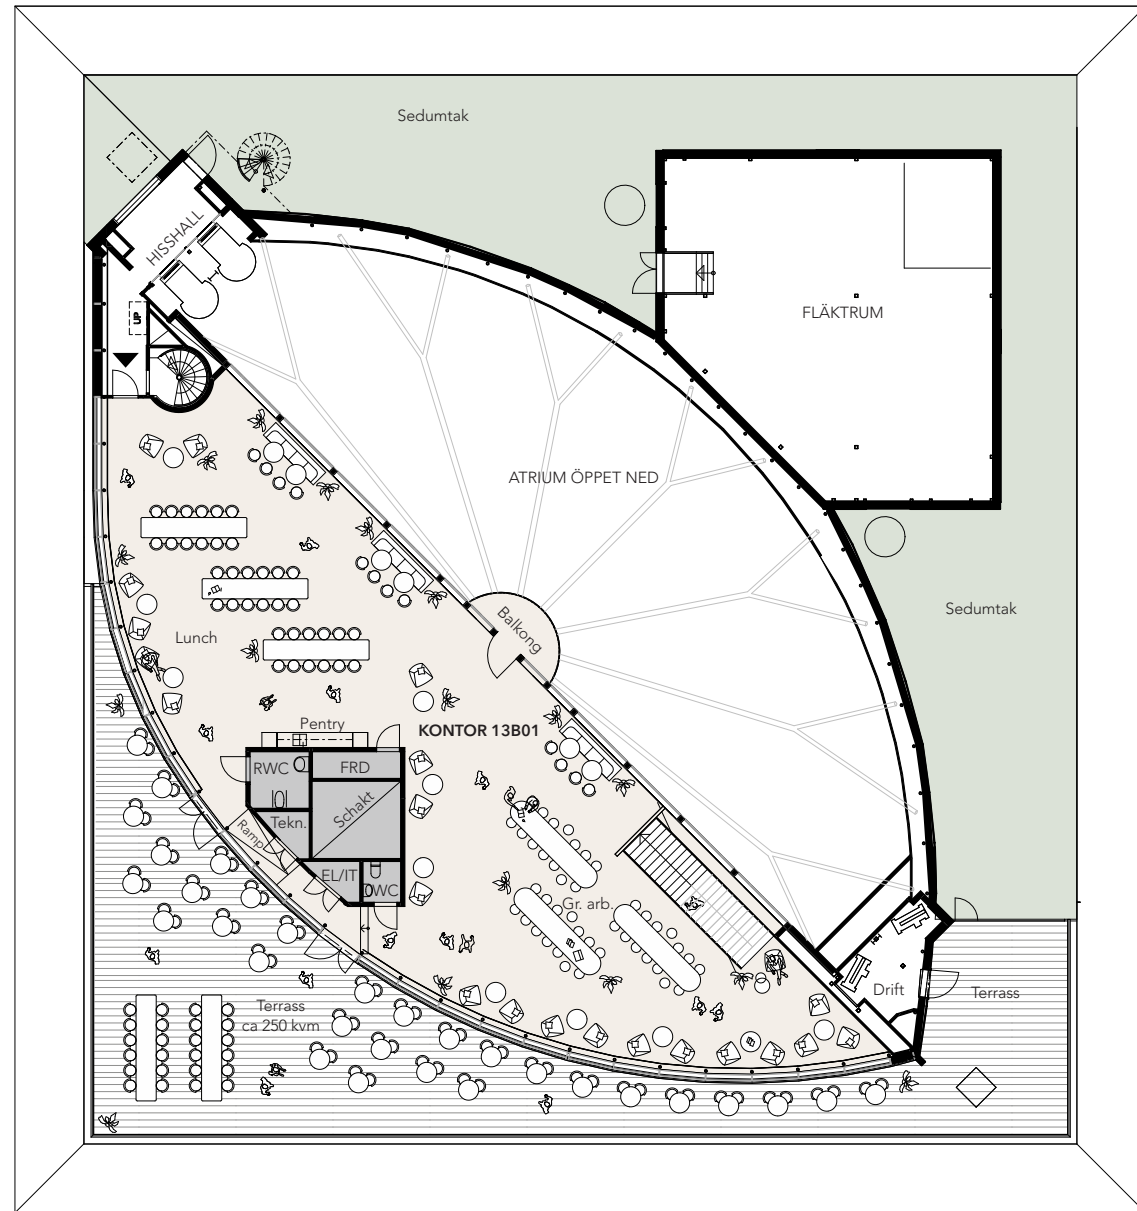 Sedumtak
HISSHALL
UP
FLÄKTRUM
ATRIUM ÖPPET NED
Balkong
Sedumtak
Lunch
Pentry
KONTOR 13B01
RWC
FRD
Schakt
Tekn.
Ramp
EL/IT
WC
Gr. arb.
Drift
Terrass
Terrass
ca 250 kvm